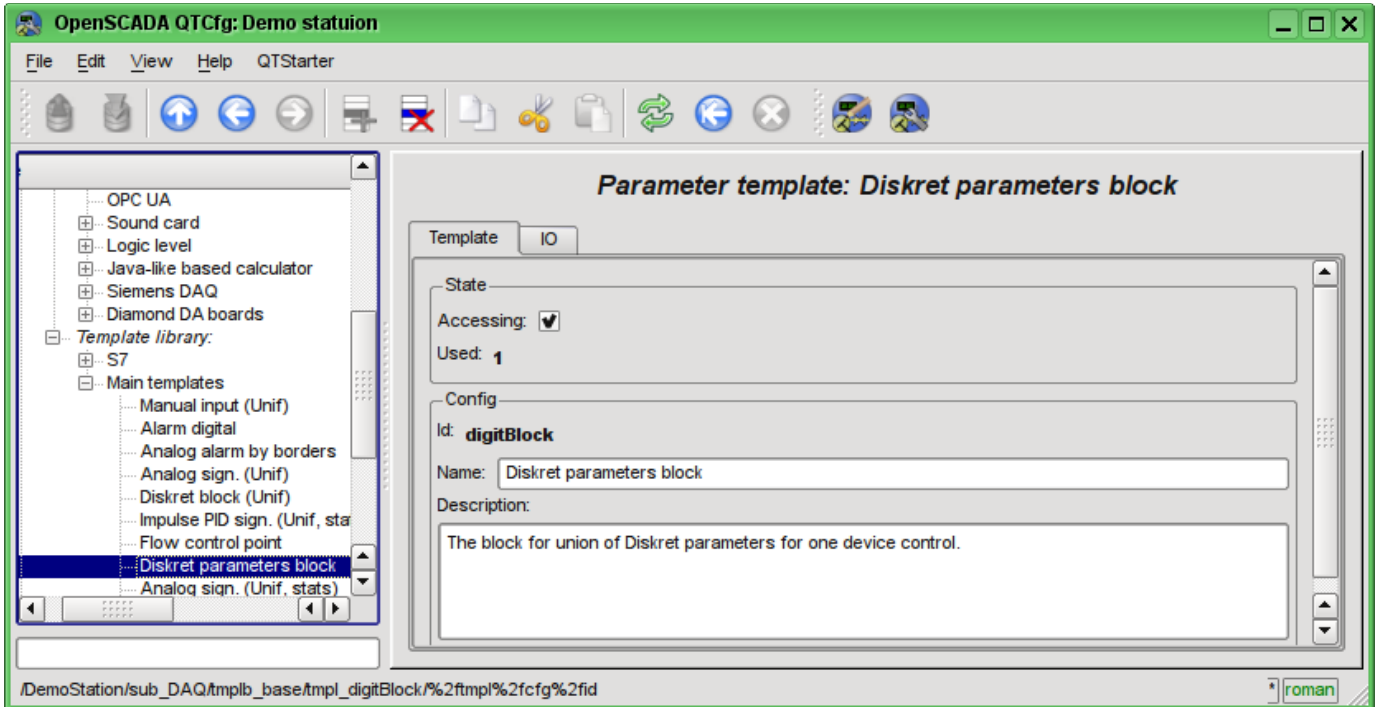 OpenSCADA QTCfg: Demo statuion
File Edit View Help QTStarter
OPC UA
Sound card
Logic level
Java-like based calculator
Siemens DAQ
Diamond DA boards
Template library:
S7
Main templates
Manual input (Unif)
Alarm digital
Analog alarm by borders
Analog sign. (Unif)
Diskret block (Unif)
Impulse PID sign. (Unif, sta
Flow control point
Diskret parameters block
Analog sign. (Unif, stats)
Parameter template: Diskret parameters block
Template IO
State
Accessing:
Used: 1
Config
Id: digitBlock
Name: Diskret parameters block
Description:
The block for union of Diskret parameters for one device control.
/DemoStation/sub_DAQ/tmplb_base/tmpl_digitBlock/%2ftmpl%2fcfg%2fid
* roman